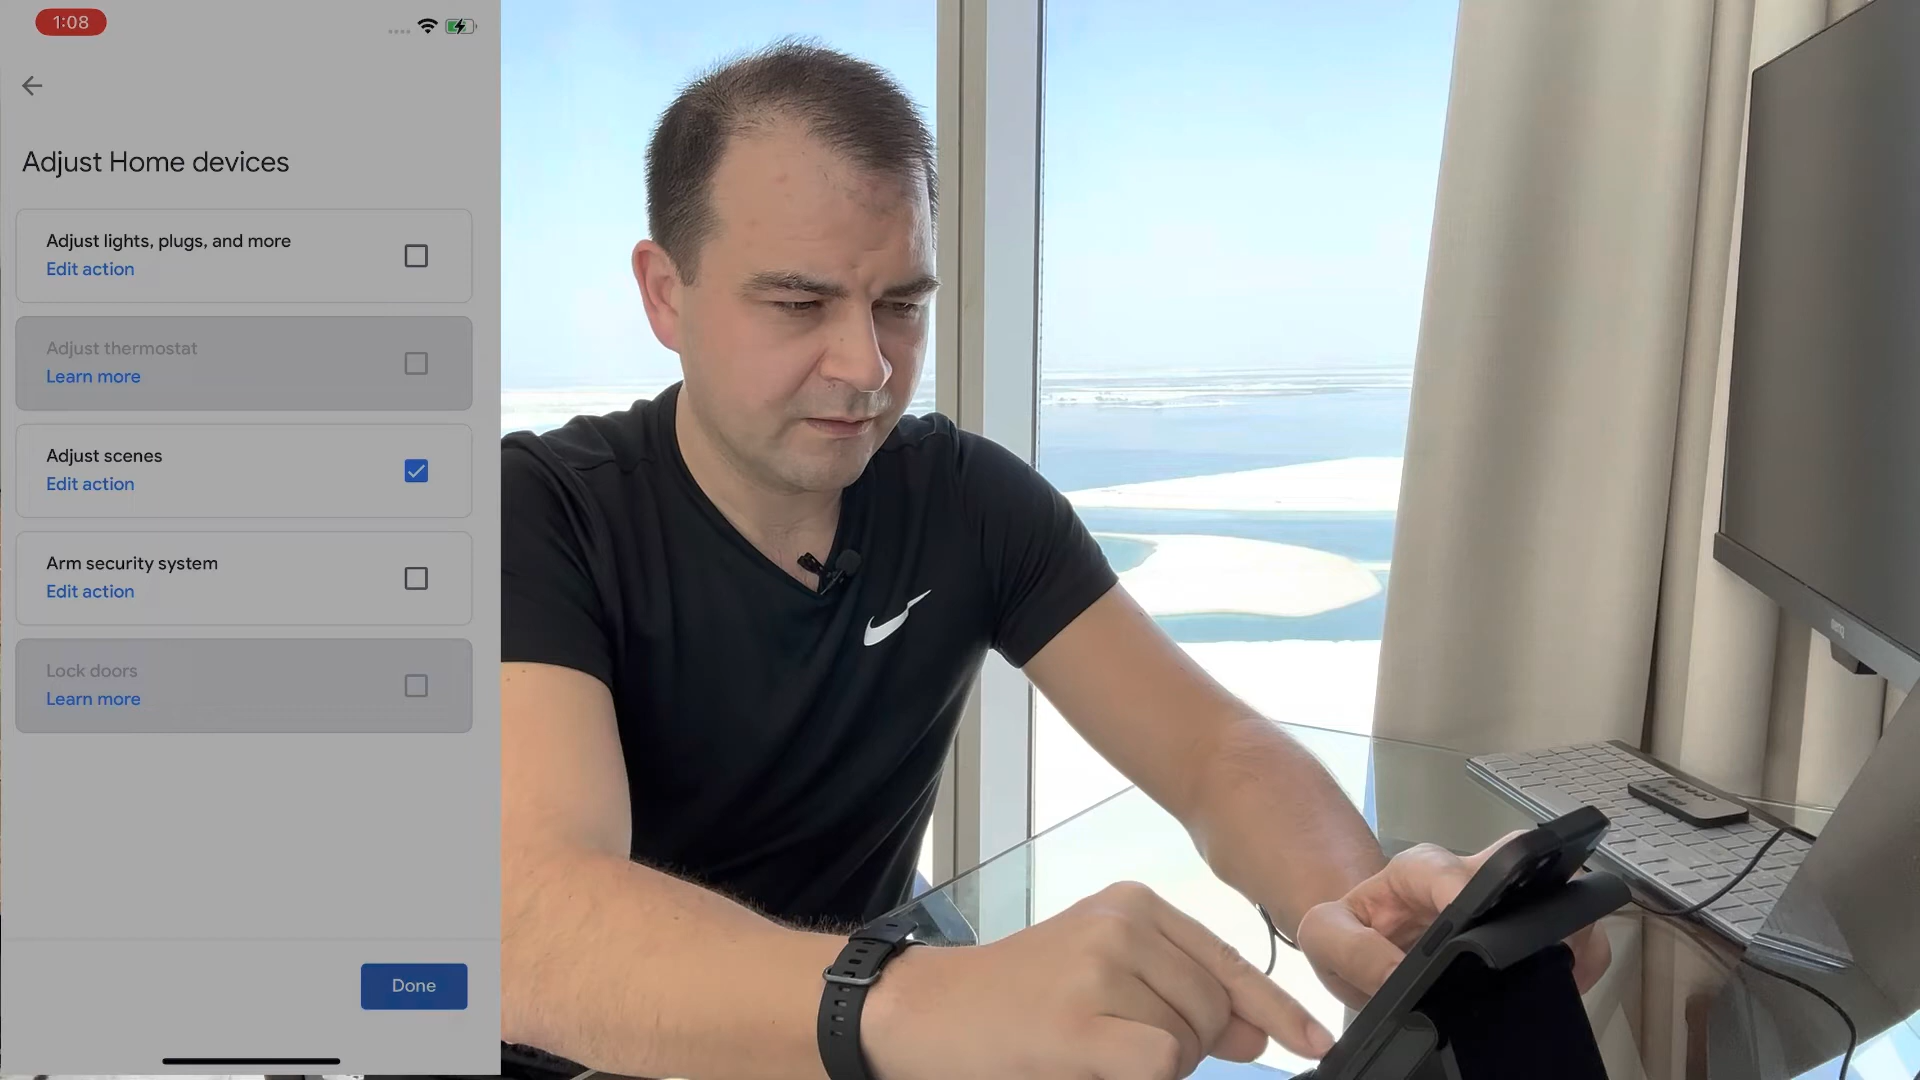 1:08
Adjust Home devices
Adjust lights, plugs, and more
Edit action
Adjust thermostat
Learn more
Adjust scenes
Edit action
Arm security system
Edit action
Lock doors
Learn more
Done
BenQ